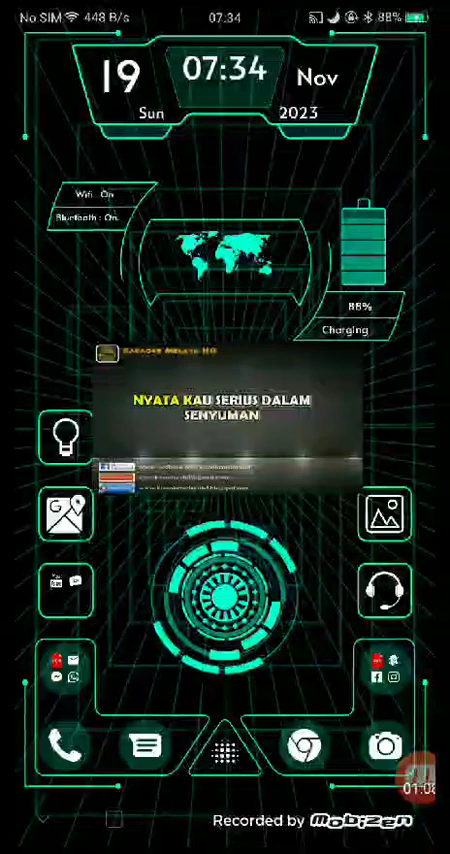 No SIM 448 B/s 07:34 88%
19 07:34 Nov
Sun 2023
Wifi : On
Bluetooth : On
88%
Charging
NYATA KAU SERIUS DALAM
SENYUMAN
01:08
Recorded by Mobizen